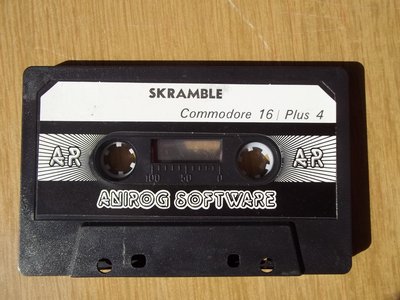 SKRAMBLE
Commodore 16 / Plus 4
AR AR
100 50 0
ANIROG SOFTWARE